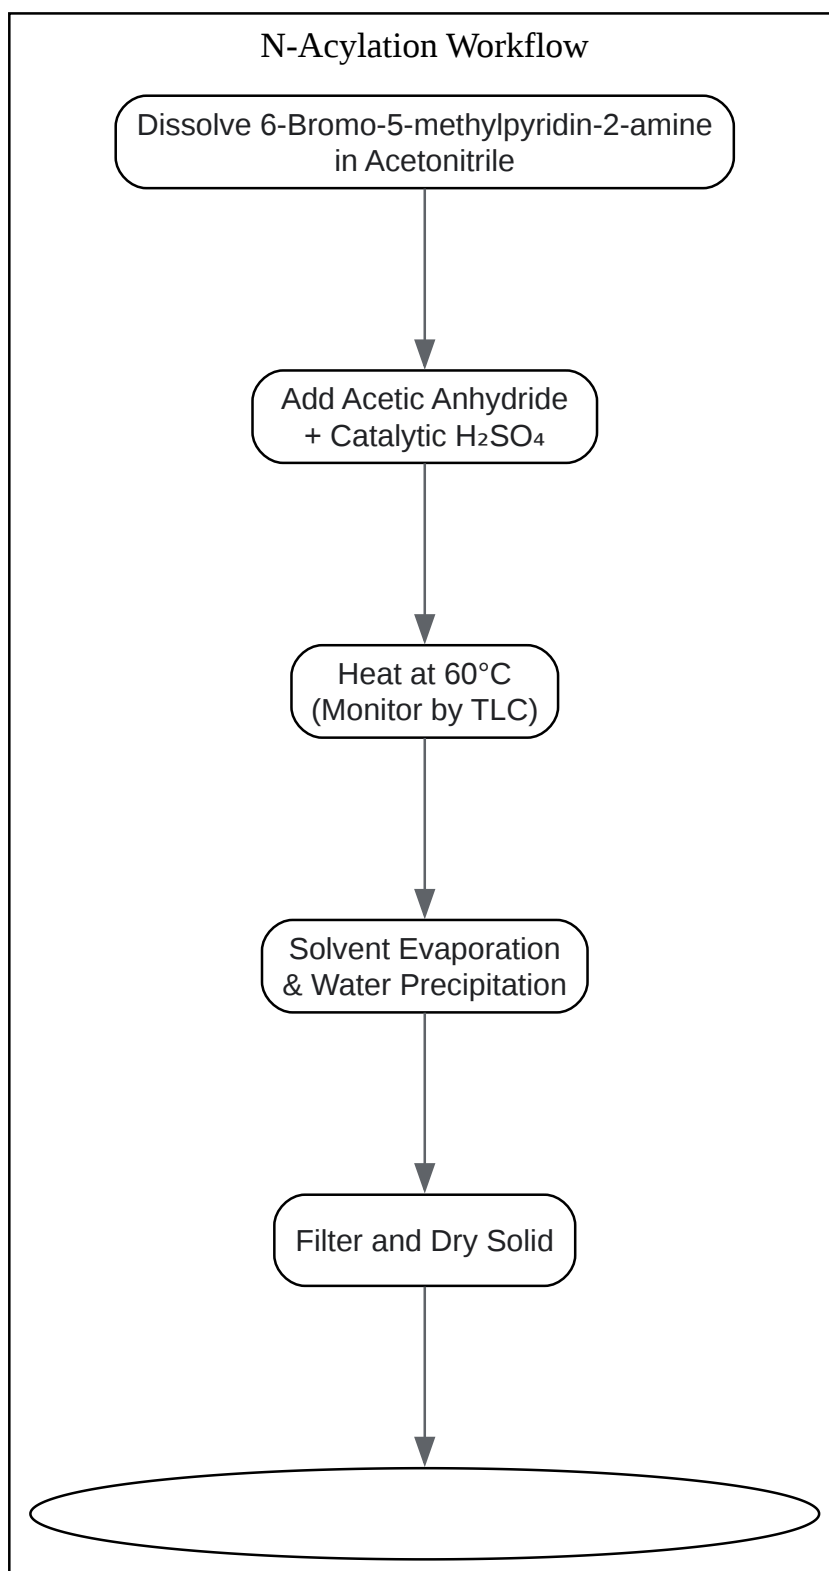 N-Acylation Workflow
Dissolve 6-Bromo-5-methylpyridin-2-amine
in Acetonitrile
Add Acetic Anhydride
+ Catalytic H₂SO₄
Heat at 60°C
(Monitor by TLC)
Solvent Evaporation
& Water Precipitation
Filter and Dry Solid